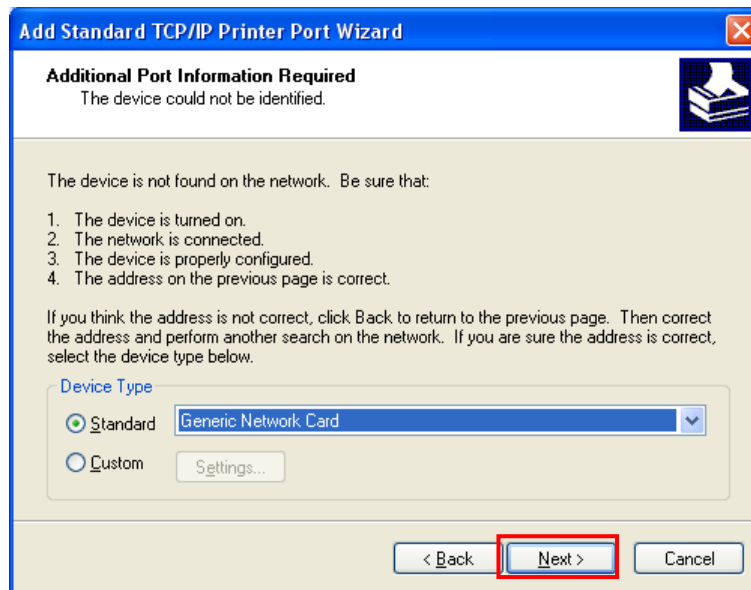 Add Standard TCP/IP Printer Port Wizard
Additional Port Information Required
The device could not be identified.
The device is not found on the network. Be sure that:
1. The device is turned on.
2. The network is connected.
3. The device is properly configured.
4. The address on the previous page is correct.
If you think the address is not correct, click Back to return to the previous page. Then correct
the address and perform another search on the network. If you are sure the address is correct,
select the device type below.
Device Type
Standard Generic Network Card
Custom Settings...
< Back Next > Cancel